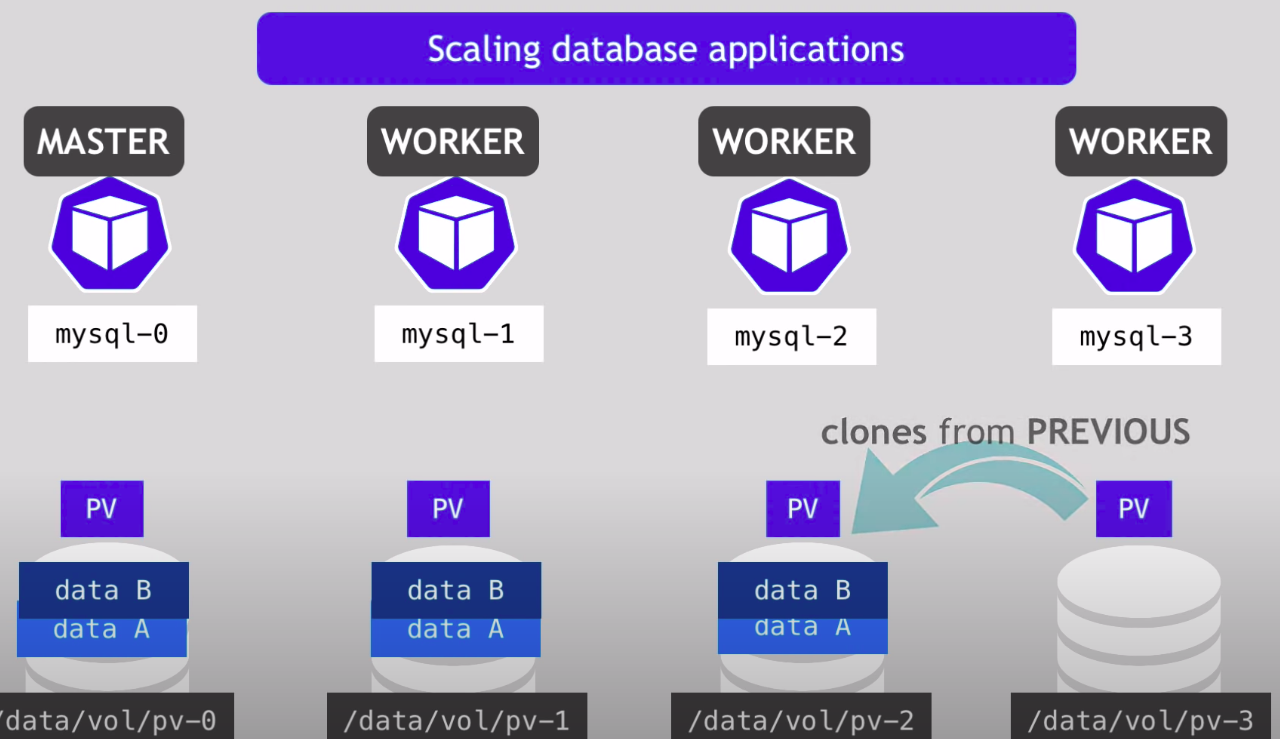 Scaling database applications
MASTER
WORKER
WORKER
WORKER
mysql-0
mysql-1
mysql-2
mysql-3
clones from PREVIOUS
PV
PV
PV
PV
data B
data B
data B
data A
data A
data A
/data/vol/pv-0
/data/vol/pv-1
/data/vol/pv-2
/data/vol/pv-3